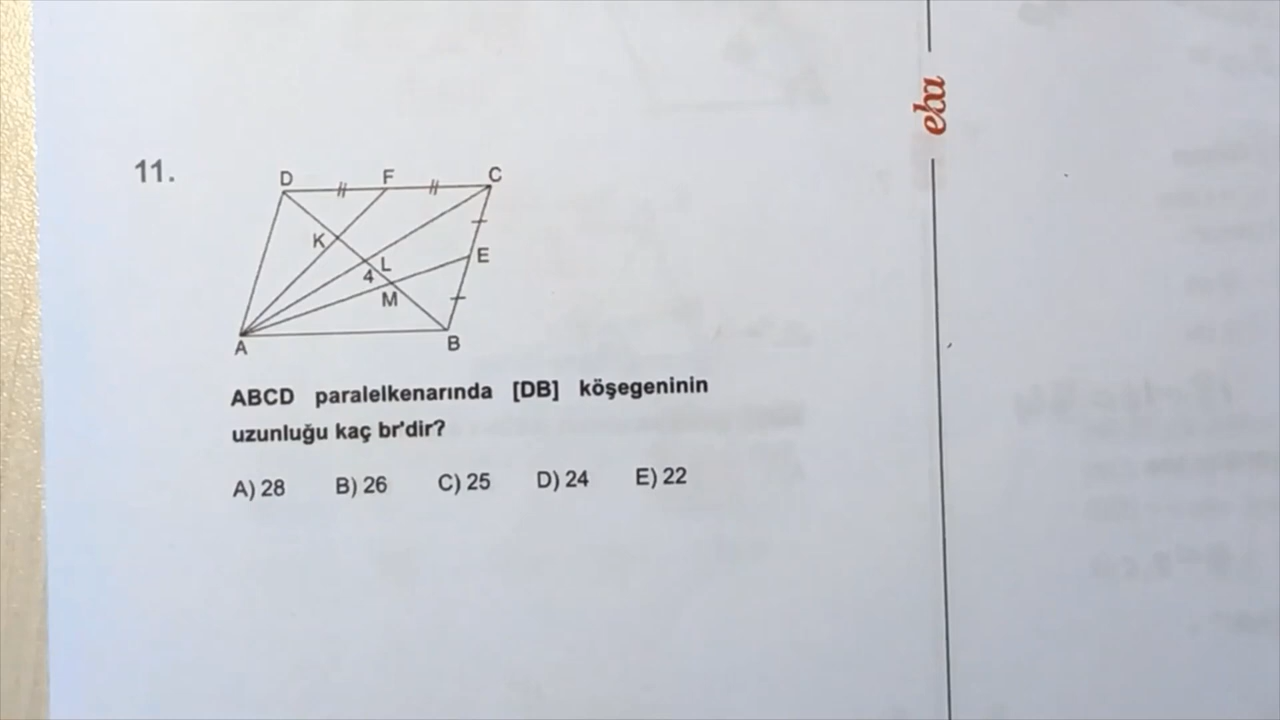 11.
D F C
K
L
4
E
M
A B
ABCD paralelkenarında [DB] köşegeninin
uzunluğu kaç br'dir?
A) 28 B) 26 C) 25 D) 24 E) 22
eba